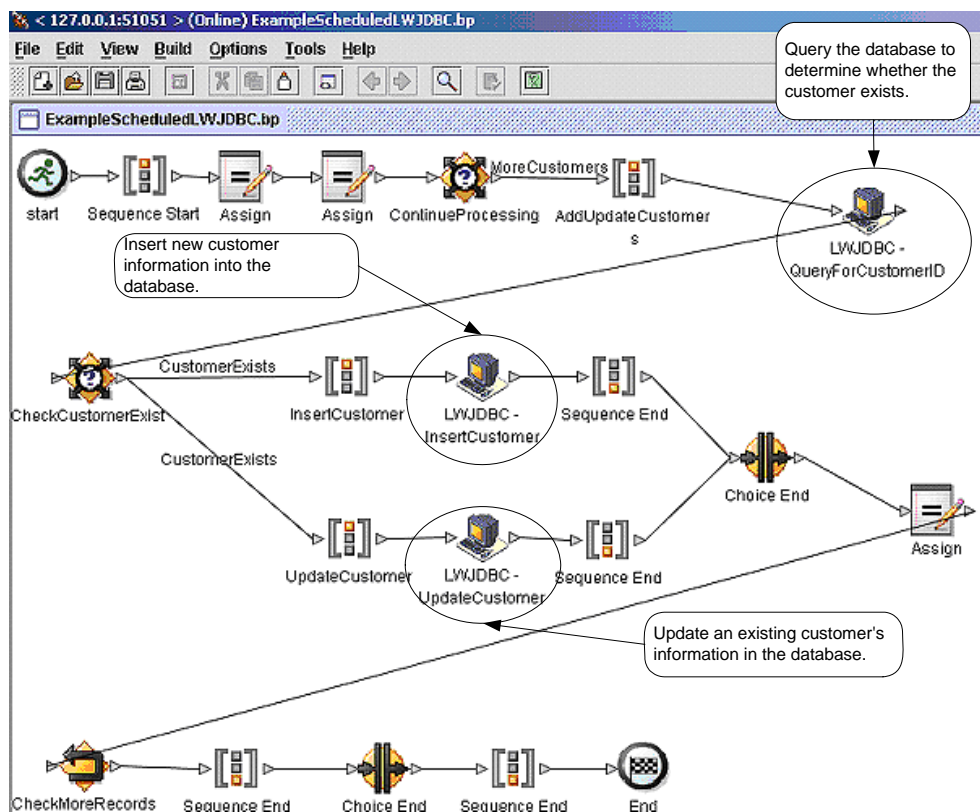 < 127.0.0.1:51051 > (Online) ExampleScheduledLWJDBC.bp
File Edit View Build Options Tools Help
Query the database to
determine whether the
customer exists.
ExampleScheduledLWJDBC.bp
start
Sequence Start
Assign
Assign
ContinueProcessing
MoreCustomers
AddUpdateCustomer
s
LWJDBC -
QueryForCustomerID
Insert new customer
information into the
database.
CheckCustomerExist
CustomerExists
InsertCustomer
LWJDBC -
InsertCustomer
Sequence End
CustomerExists
Choice End
UpdateCustomer
LWJDBC -
UpdateCustomer
Sequence End
Assign
Update an existing customer's
information in the database.
CheckMoreRecords
Sequence End
Choice End
Sequence End
End